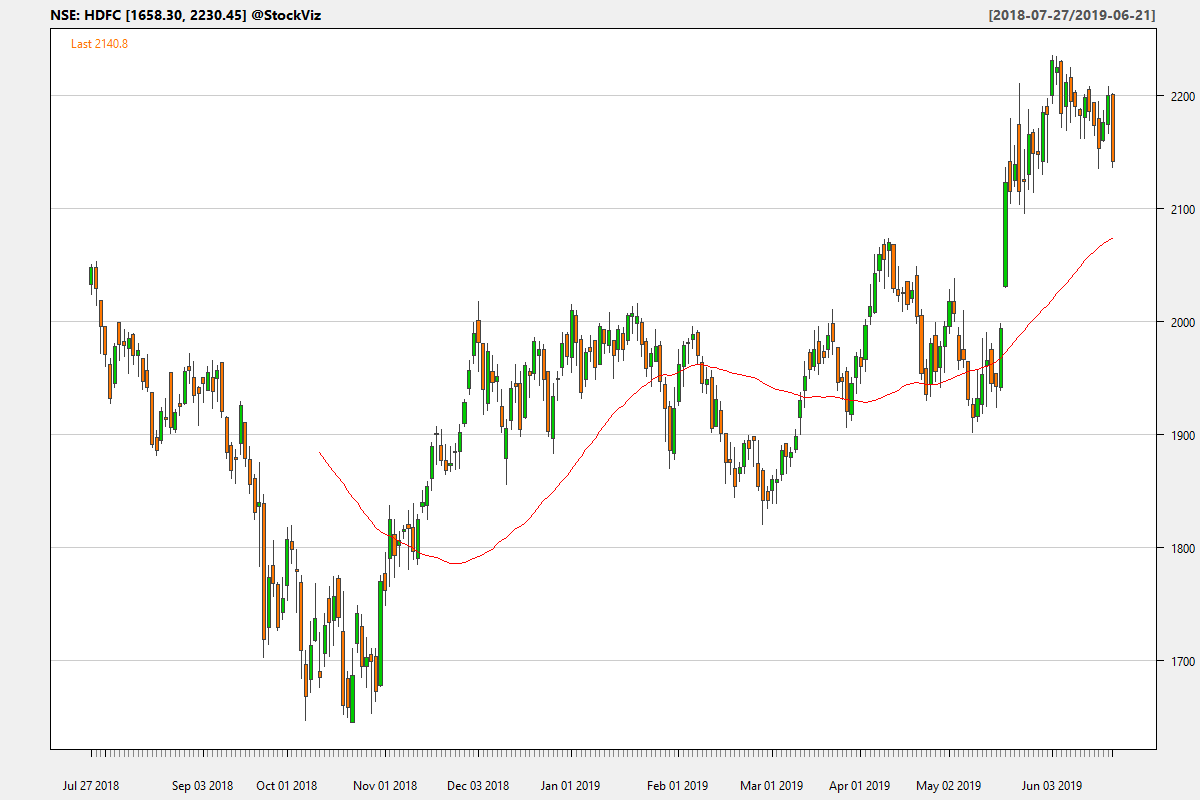 NSE: HDFC [1658.30, 2230.45] @StockViz [2018-07-27/2019-06-21]
Last 2140.8
2200
2100
2000
1900
1800
1700
Jul 27 2018 Sep 03 2018 Oct 01 2018 Nov 01 2018 Dec 03 2018 Jan 01 2019 Feb 01 2019 Mar 01 2019 Apr 01 2019 May 02 2019 Jun 03 2019